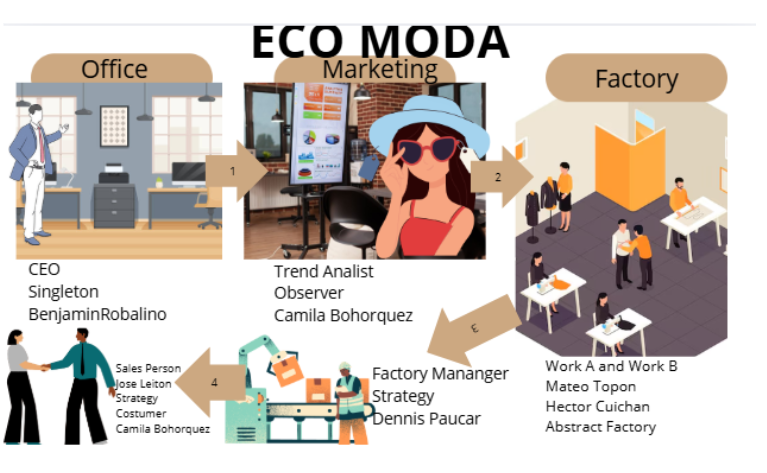 ECO MODA
Office
Marketing
Factory
1
2
CEO
Singleton
BenjaminRobalino
Trend Analist
Observer
Camila Bohorquez
3
Work A and Work B
Mateo Topon
Hector Cuichan
Abstract Factory
Factory Mananger
Strategy
Dennis Paucar
4
Sales Person
Jose Leiton
Strategy
Costumer
Camila Bohorquez